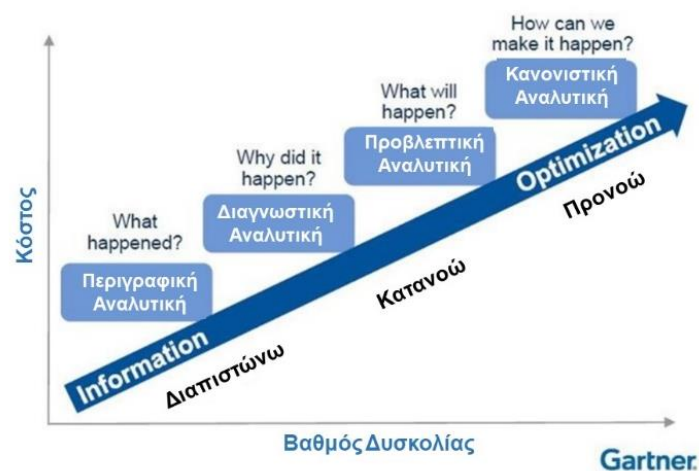 How can we
make it happen?
Κανονιστική
Αναλυτική
What will
happen?
Προβλεπτική
Αναλυτική
Why did it
happen?
Διαγνωστική
Αναλυτική
What
happened?
Περιγραφική
Αναλυτική
Κόστος
Information
Optimization
Διαπιστώνω
Κατανοώ
Προνοώ
Βαθμός Δυσκολίας
Gartner